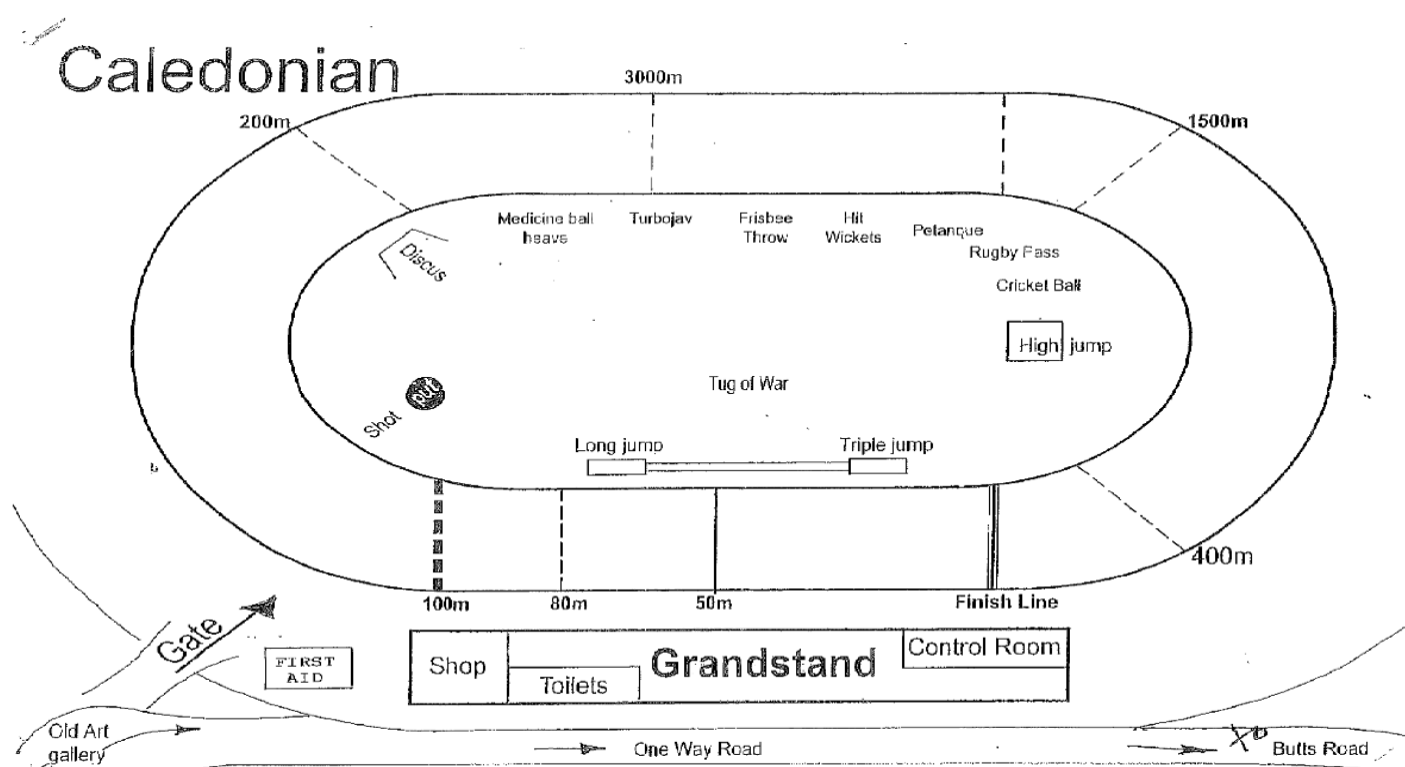 Caledonian
3000m
200m
1500m
Medicine ball
heave
Turbojav
Frisbee
Throw
Hit
Wickets
Petanque
Rugby Pass
Cricket Ball
Discus
High jump
Tug of War
Shot put
Long jump
Triple jump
400m
100m
80m
50m
Finish Line
Gate
FIRST
AID
Shop
Toilets
Grandstand
Control Room
Old Art
gallery
One Way Road
Butts Road